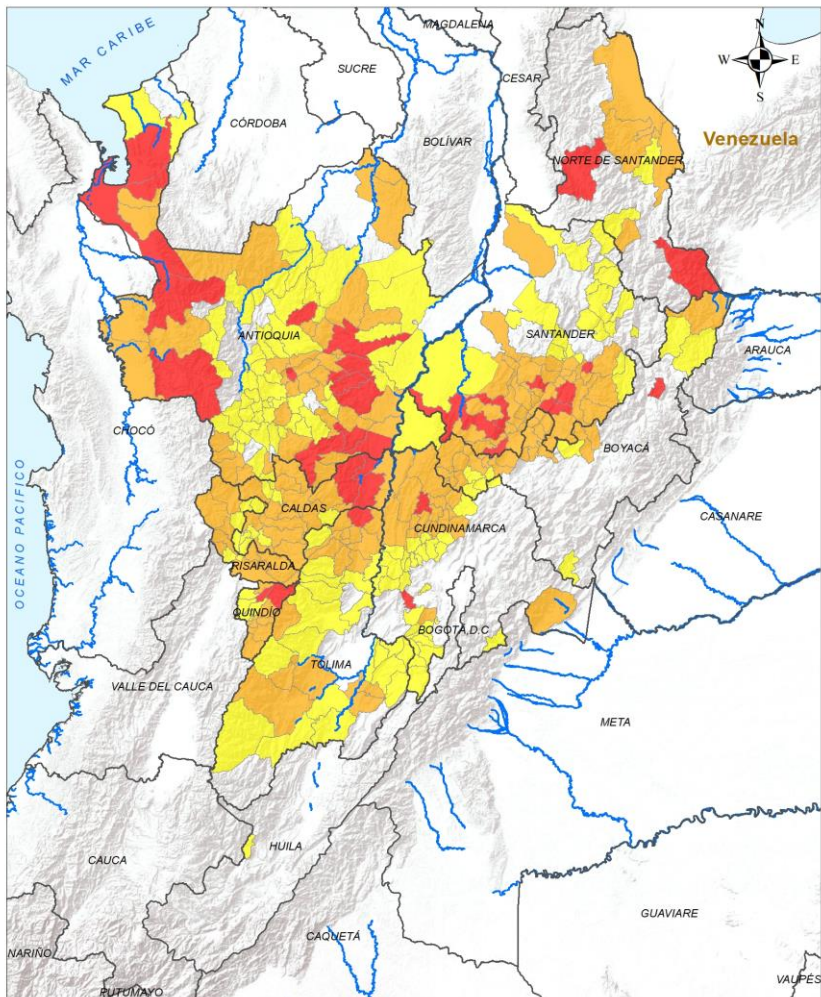 MAGDALENA
N
MAR CARIBE
SUCRE
CESAR
W
E
S
CÓRDOBA
BOLÍVAR
Venezuela
NORTE DE SANTANDER
ANTIOQUIA
SANTANDER
ARAUCA
CHOCÓ
BOYACÁ
OCEANO PACIFICO
CALDAS
CUNDINAMARCA
CASANARE
RISARALDA
QUINDÍO
BOGOTÁ D.C
TOLIMA
VALLE DEL CAUCA
META
CAUCA
HUILA
GUAVIARE
CAQUETÁ
NARIÑO
PUTUMAYO
VAUPÉS